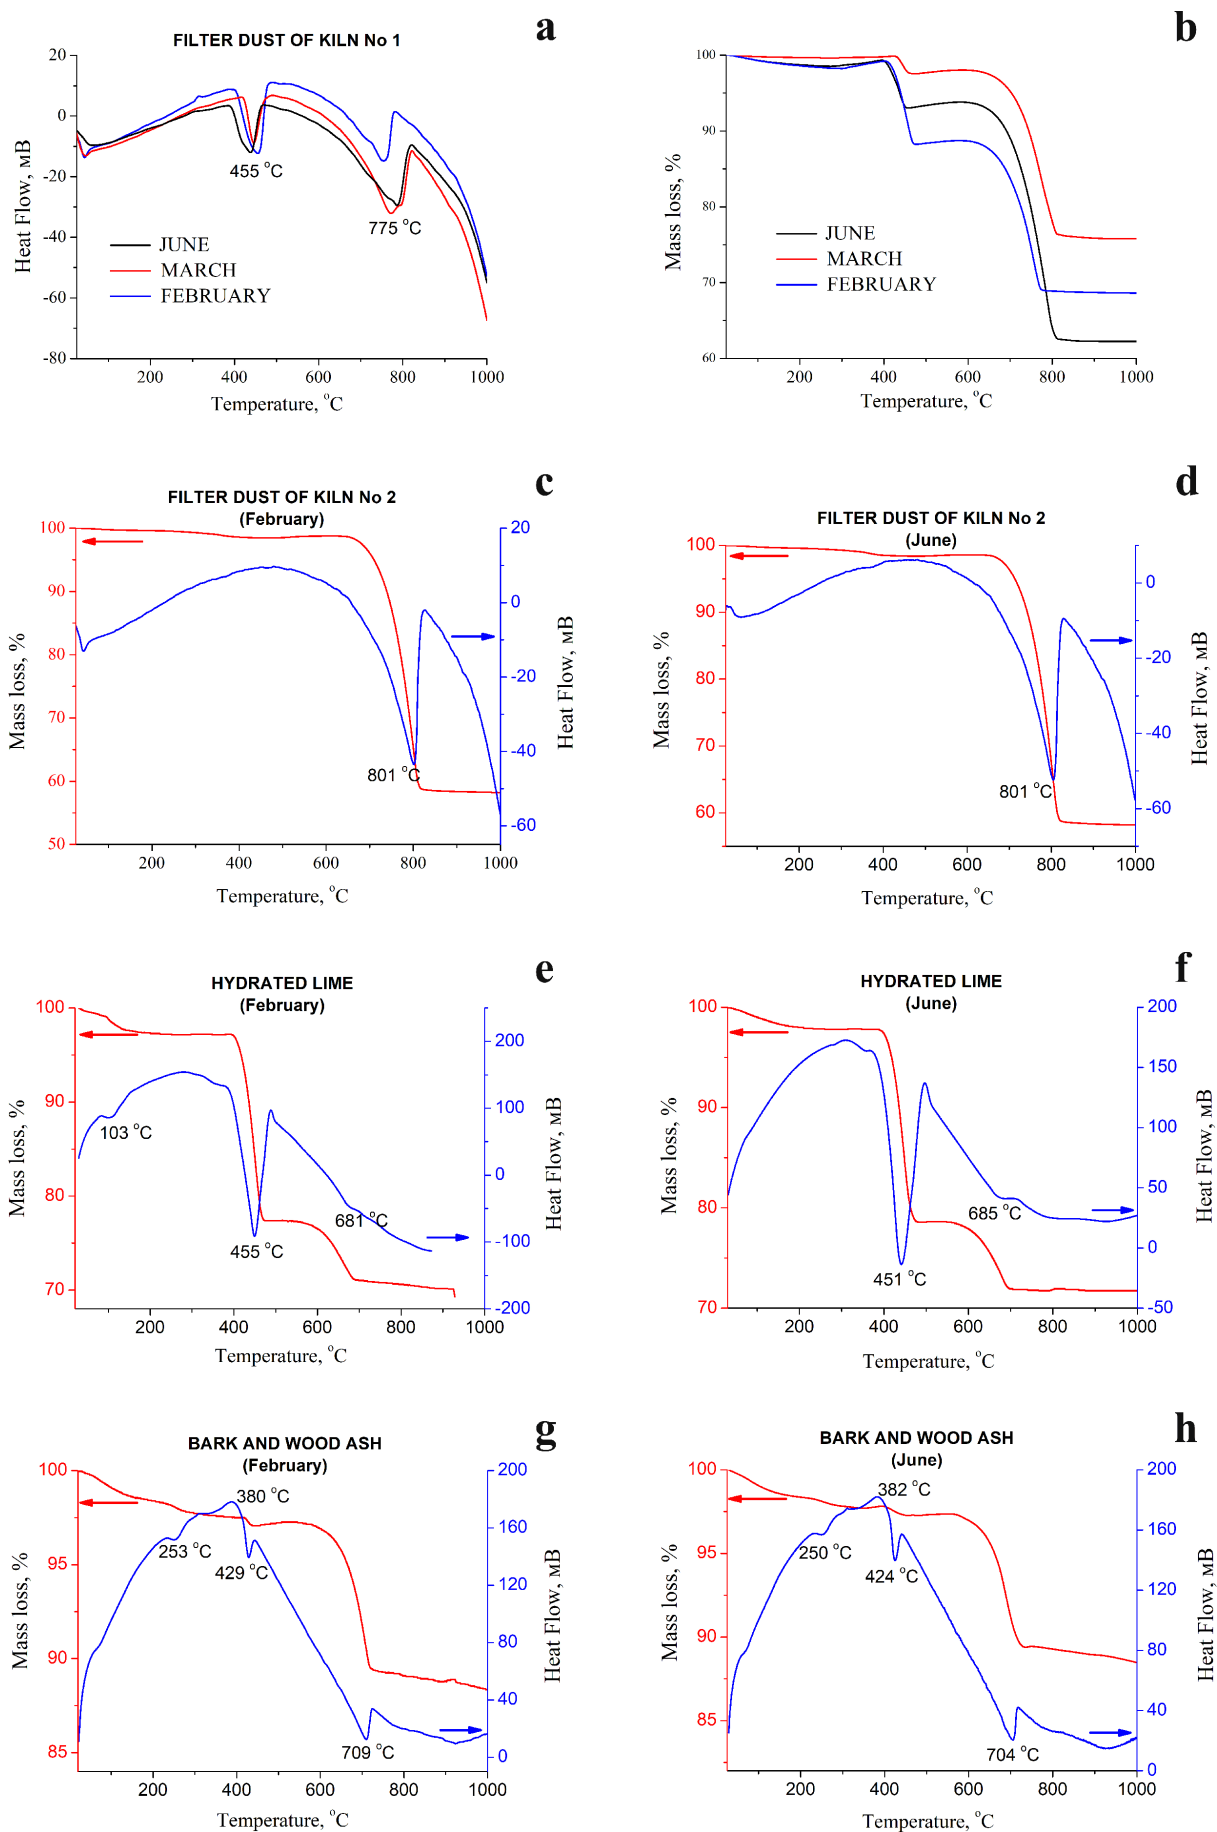 a
FILTER DUST OF KILN No 1
20
0
-20
-40
-60
-80
Heat Flow, мВ
455 °C
775 °C
JUNE
MARCH
FEBRUARY
200
400
600
800
1000
Temperature, °C
b
100
90
80
70
60
Mass loss, %
JUNE
MARCH
FEBRUARY
200
400
600
800
1000
Temperature, °C
c
FILTER DUST OF KILN No 2
(February)
100
90
80
70
60
50
Mass loss, %
801 °C
20
0
-20
-40
-60
Heat Flow, мВ
0
200
400
600
800
1000
Temperature, °C
d
FILTER DUST OF KILN No 2
(June)
100
90
80
70
60
Mass loss, %
801 °C
0
-20
-40
-60
Heat Flow, мВ
200
400
600
800
1000
Temperature, °C
e
HYDRATED LIME
(February)
100
90
80
70
Mass loss, %
103 °C
455 °C
681 °C
200
100
0
-100
-200
Heat Flow, мВ
200
400
600
800
1000
Temperature, °C
f
HYDRATED LIME
(June)
100
90
80
70
Mass loss, %
451 °C
685 °C
200
150
100
50
0
-50
Heat Flow, мВ
200
400
600
800
1000
Temperature, °C
g
BARK AND WOOD ASH
(February)
100
95
90
85
Mass loss, %
380 °C
253 °C
429 °C
709 °C
200
160
120
80
40
0
Heat Flow, мВ
200
400
600
800
1000
Temperature, °C
h
BARK AND WOOD ASH
(June)
100
95
90
85
Mass loss, %
382 °C
250 °C
424 °C
704 °C
200
160
120
80
40
0
Heat Flow, мВ
200
400
600
800
1000
Temperature, °C